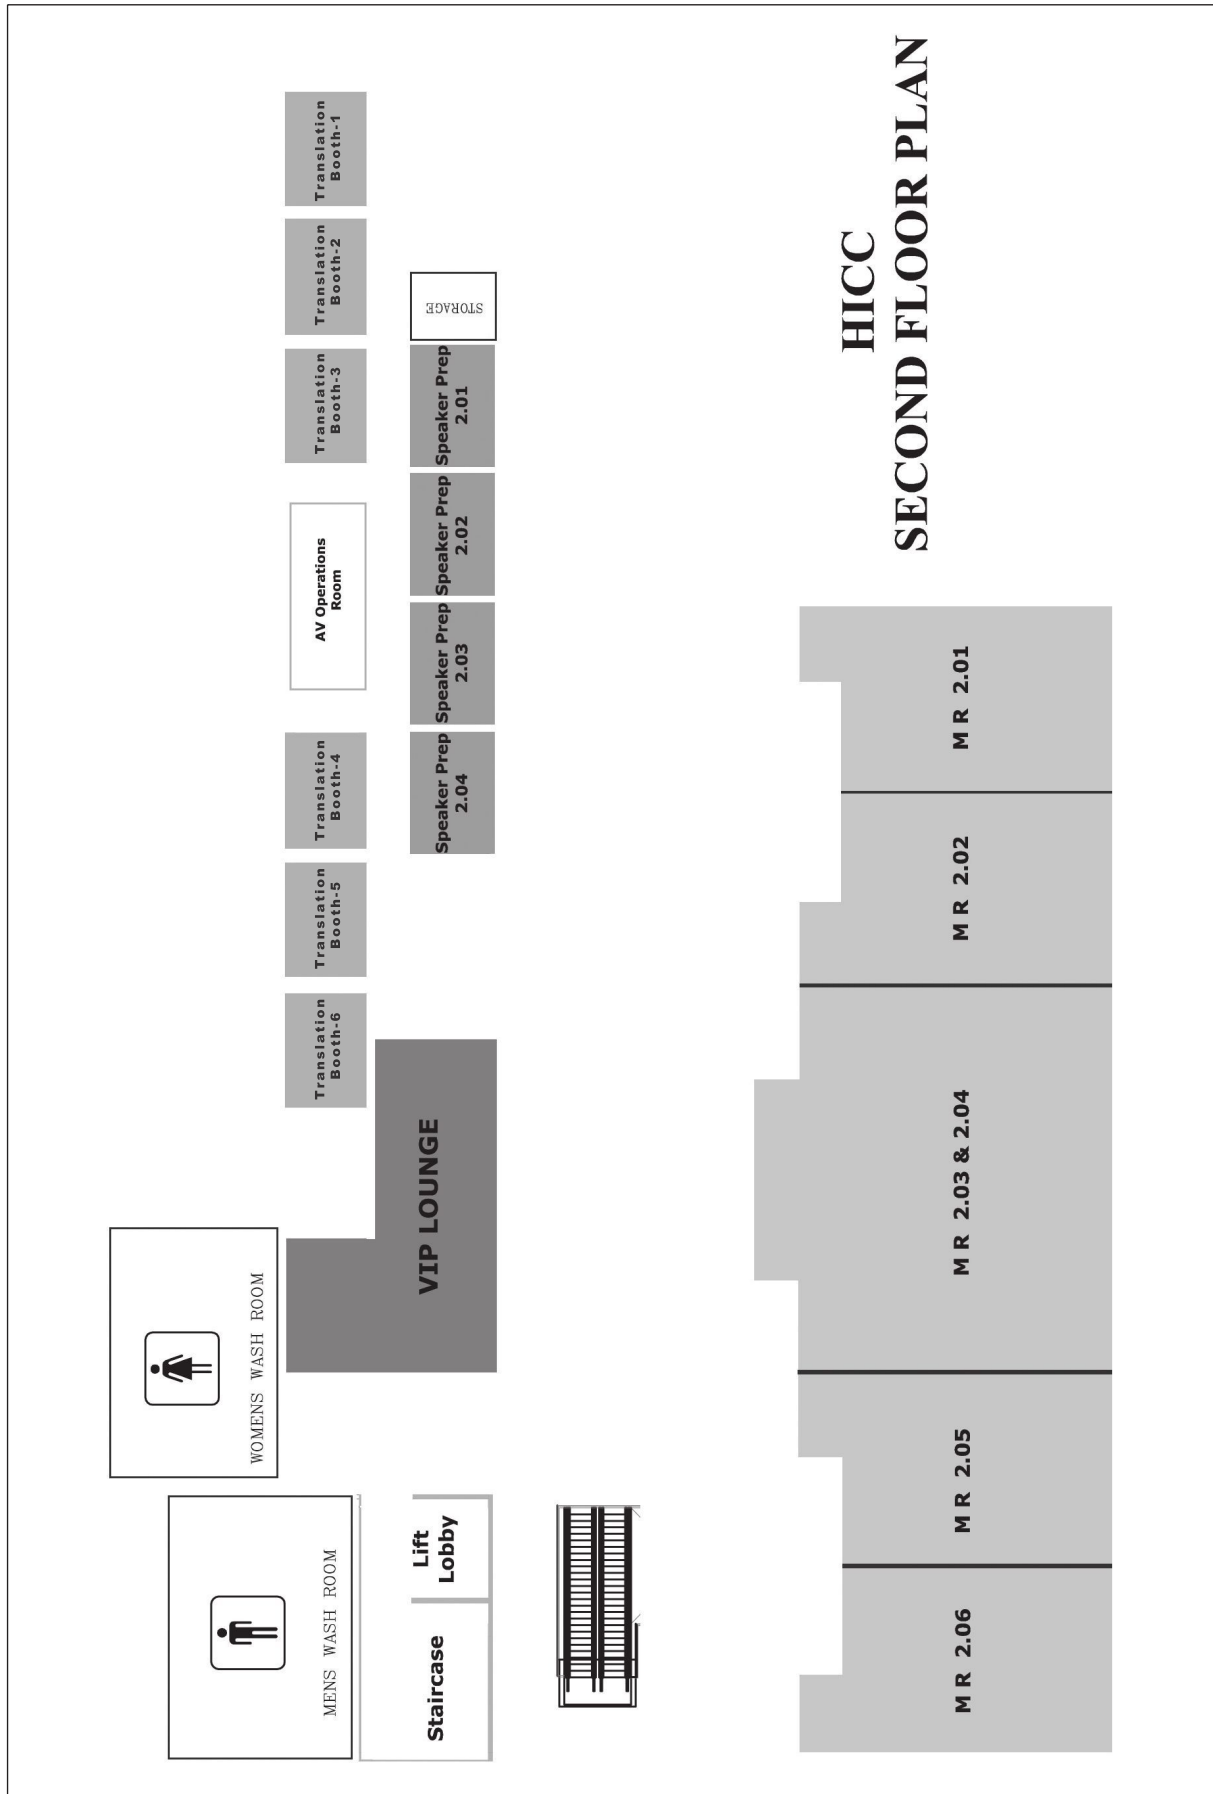 HICC
SECOND FLOOR PLAN
WOMENS WASH ROOM
MENS WASH ROOM
Translation
Booth-6
Translation
Booth-5
Translation
Booth-4
AV Operations
Room
Translation
Booth-3
Translation
Booth-2
Translation
Booth-1
Staircase
Lift
Lobby
VIP LOUNGE
Speaker Prep
2.04
Speaker Prep
2.03
Speaker Prep
2.02
Speaker Prep
2.01
STORAGE
M R 2.06
M R 2.05
M R 2.03 & 2.04
M R 2.02
M R 2.01